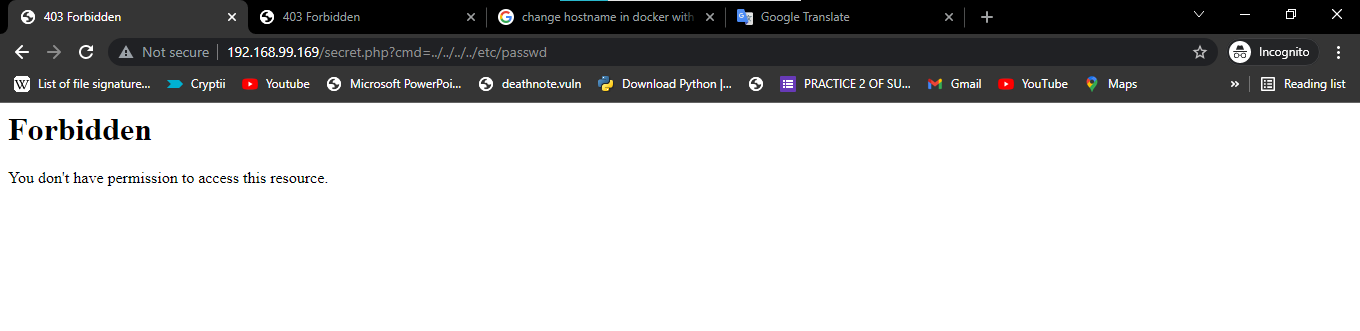 403 Forbidden
403 Forbidden
change hostname in docker with
Google Translate
Not secure
192.168.99.169/secret.php?cmd=../../../../etc/passwd
Incognito
List of file signature...
Cryptii
Youtube
Microsoft PowerPoi...
deathnote.vuln
Download Python |...
PRACTICE 2 OF SU...
Gmail
YouTube
Maps
»
Reading list
Forbidden
You don't have permission to access this resource.